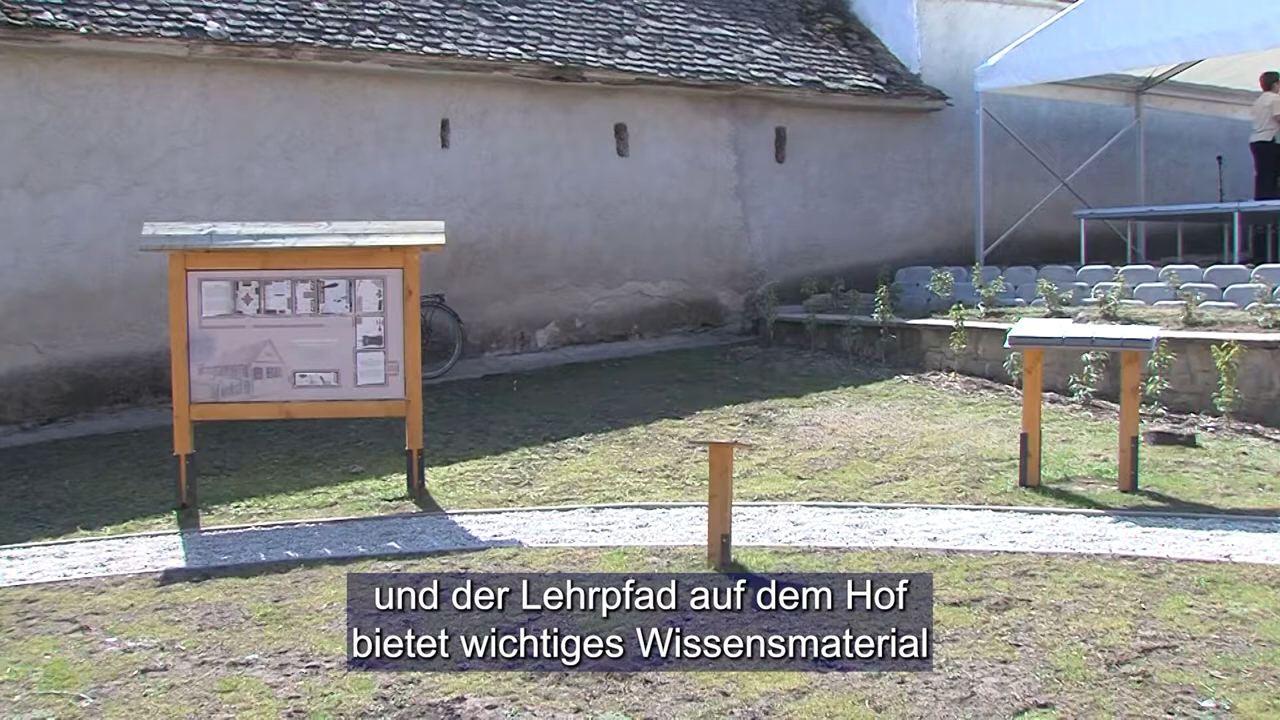 und der Lehrpfad auf dem Hof
bietet wichtiges Wissensmaterial